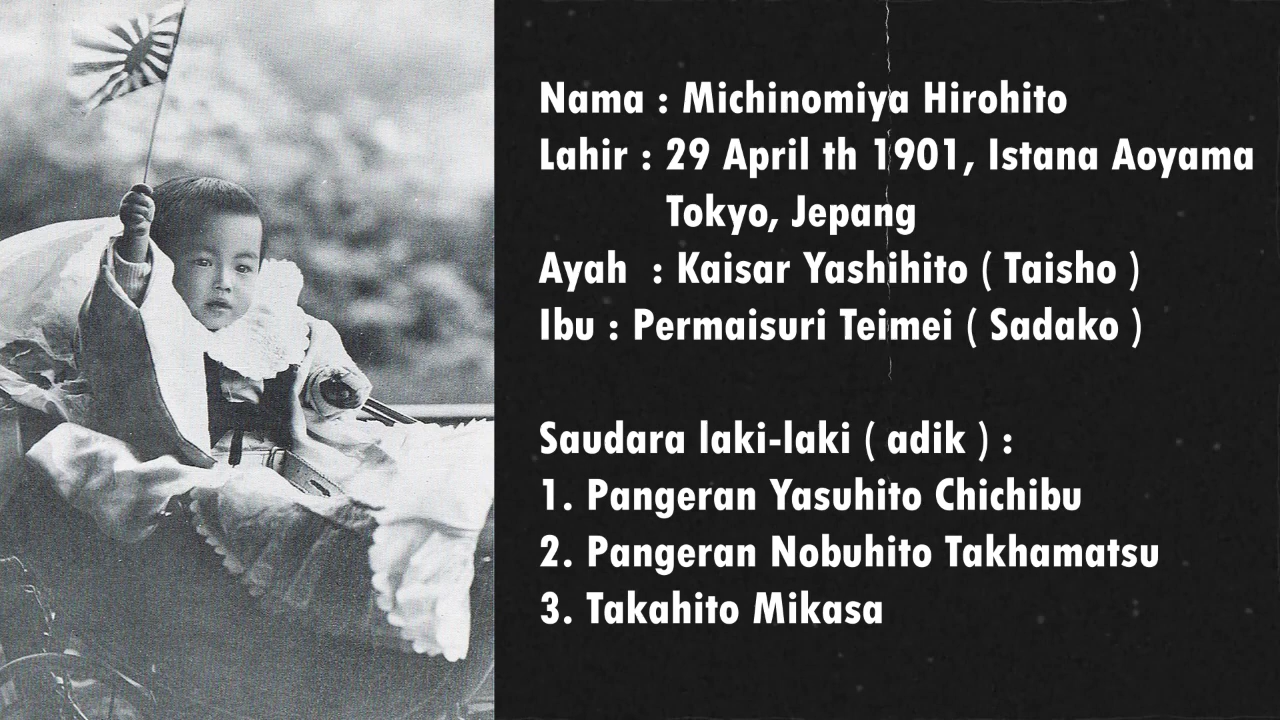 Nama : Michinomiya Hirohito
Lahir : 29 April th 1901, Istana Aoyama
Tokyo, Jepang
Ayah : Kaisar Yashihito ( Taisho )
Ibu : Permaisuri Teimei ( Sadako )
Saudara laki-laki ( adik ) :
1. Pangeran Yasuhito Chichibu
2. Pangeran Nobuhito Takhamatsu
3. Takahito Mikasa